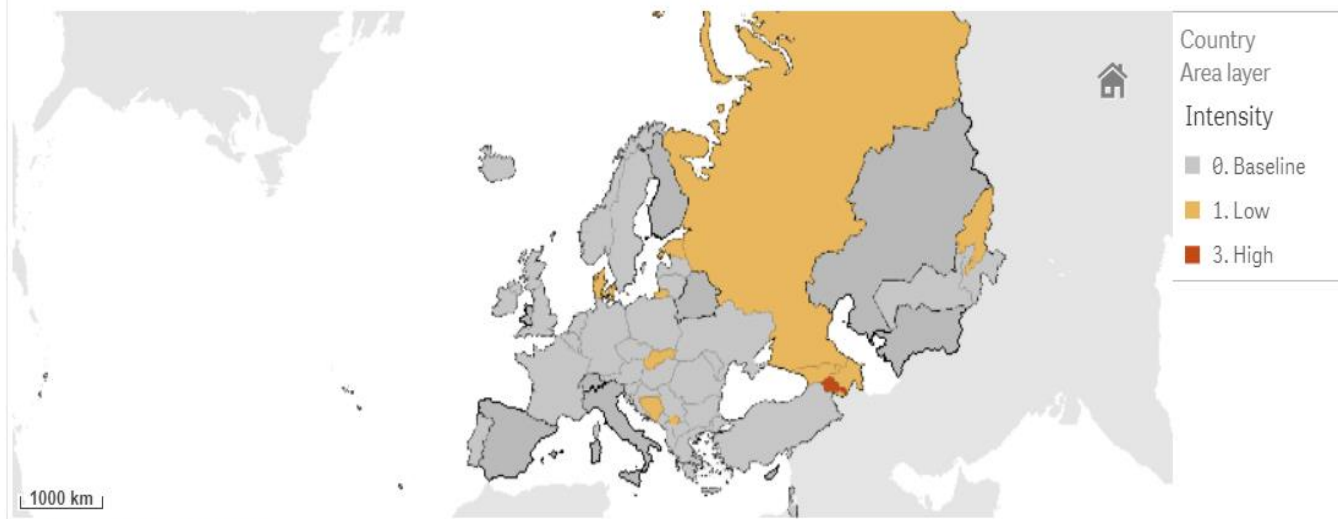 Country
Area layer
Intensity
0. Baseline
1. Low
3. High
1000 km